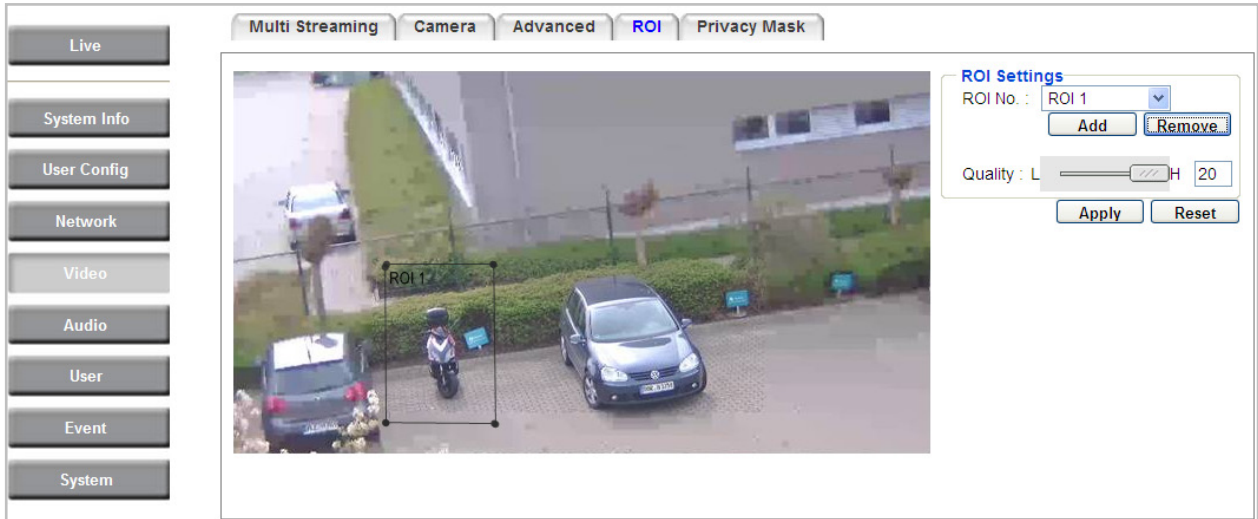 Live
System Info
User Config
Network
Video
Audio
User
Event
System
Multi Streaming
Camera
Advanced
ROI
Privacy Mask
ROI 1
ROI Settings
ROI No. : ROI 1
Add
Remove
Quality : L H 20
Apply
Reset